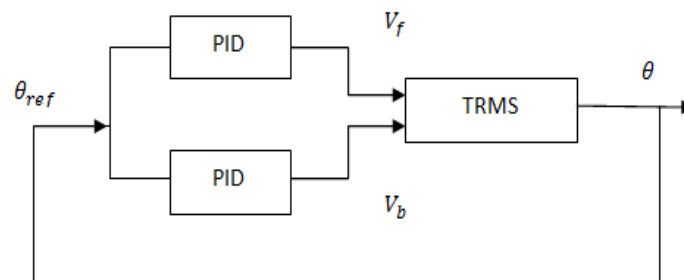 V_f
PID
θ
θ_ref
TRMS
PID
V_b